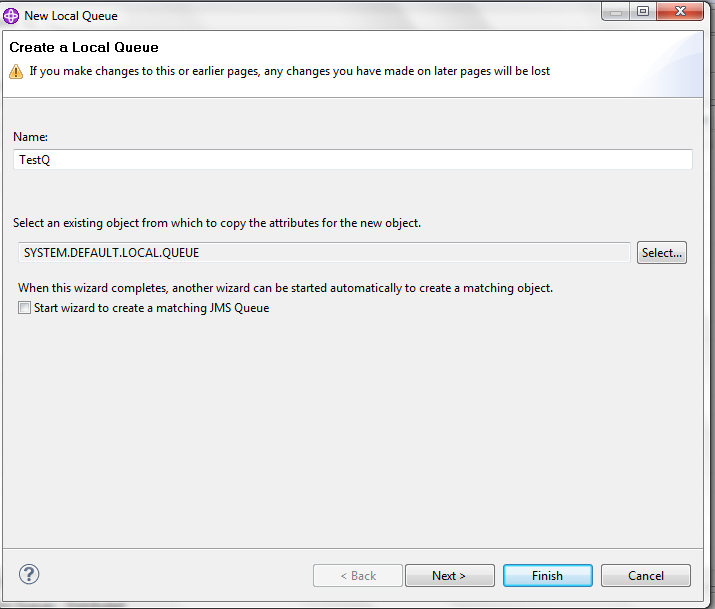 New Local Queue
Create a Local Queue
If you make changes to this or earlier pages, any changes you have made on later pages will be lost
Name:
TestQ
Select an existing object from which to copy the attributes for the new object.
SYSTEM.DEFAULT.LOCAL.QUEUE
Select...
When this wizard completes, another wizard can be started automatically to create a matching object.
Start wizard to create a matching JMS Queue
?
< Back
Next >
Finish
Cancel